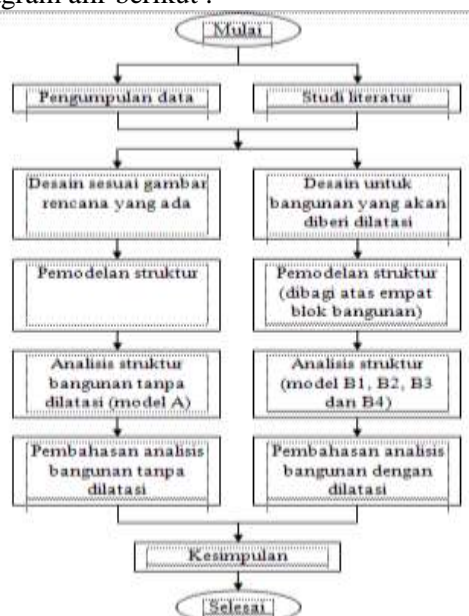 gram alir berikut :
Mulai
Pengumpulan data
Studi literatur
Desain sesuai gambar
rencana yang ada
Desain untuk
bangunan yang akan
diberi dilatasi
Pemodelan struktur
Pemodelan struktur
(dibagi atas empat
blok bangunan)
Analisis struktur
bangunan tanpa
dilatasi (model A)
Analisis struktur
(model B1, B2, B3
dan B4)
Pembahasan analisis
bangunan tanpa
dilatasi
Pembahasan analisis
bangunan dengan
dilatasi
Kesimpulan
Selesai